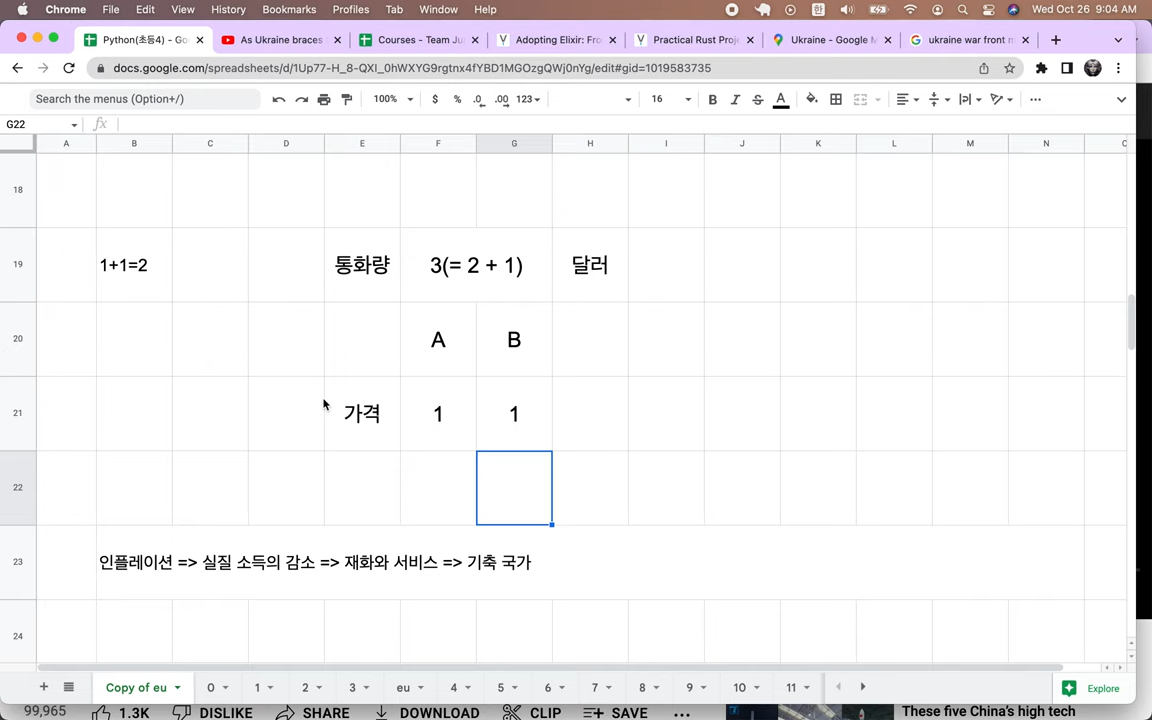 Chrome File Edit View History Bookmarks Profiles Tab Window Help 한 Wed Oct 26 9:04 AM
Python(초등4) - Go As Ukraine braces Courses - Team Ju Adopting Elixir: Fro Practical Rust Proj Ukraine - Google M ukraine war front m
docs.google.com/spreadsheets/d/1Up77-H_8-QXI_0hWXYG9rgtnx4fYBD1MGOzgQWj0nYg/edit#gid=1019583735
Search the menus (Option+/) 100% $ % .0 .00 123 16 B I S A
G22 fx
A B C D E F G H I J K L M N
18
19 1+1=2 통화량 3(= 2 + 1) 달러
20 A B
21 가격 1 1
22
23 인플레이션 => 실질 소득의 감소 => 재화와 서비스 => 기축 국가
24
Copy of eu 0 1 2 3 eu 4 5 6 7 8 9 10 11 Explore
99,965 1.3K DISLIKE SHARE DOWNLOAD CLIP SAVE These five China's high tech